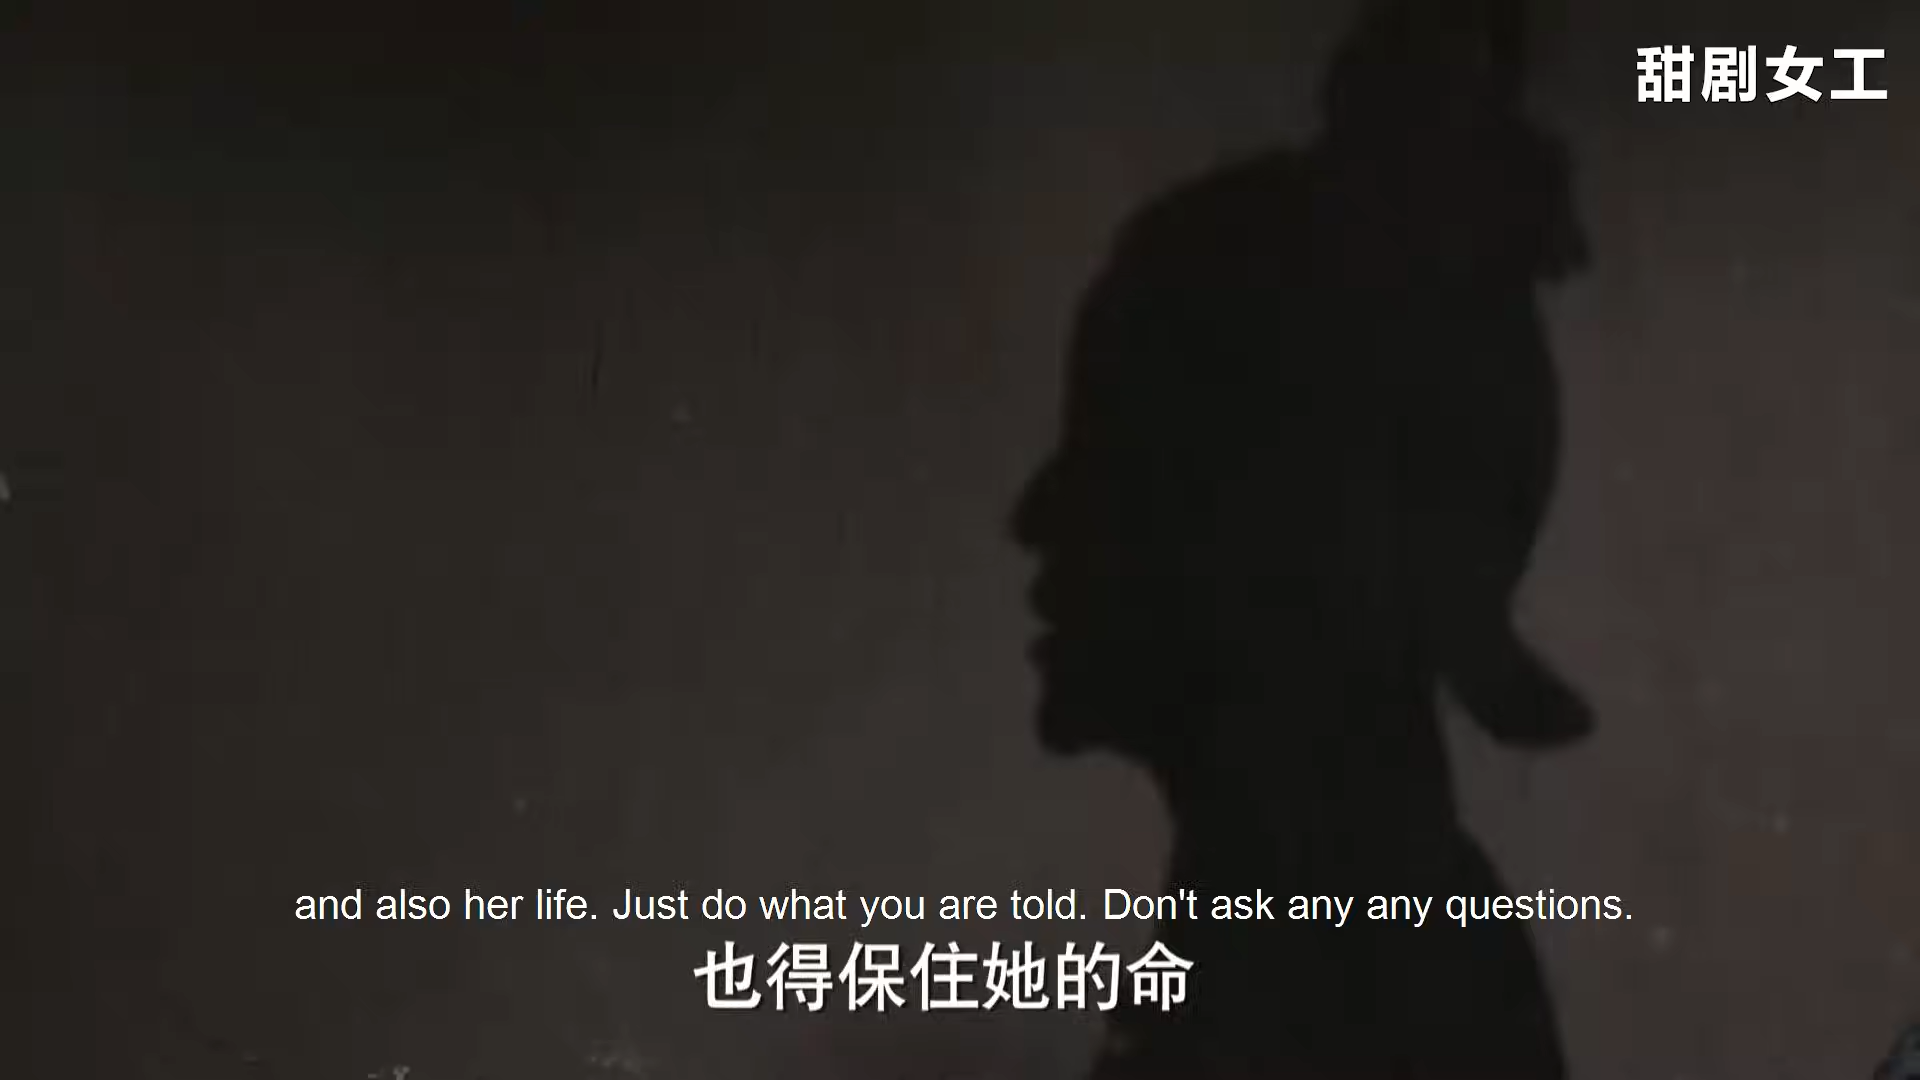 甜剧女工
and also her life. Just do what you are told. Don't ask any any questions.
也得保住她的命